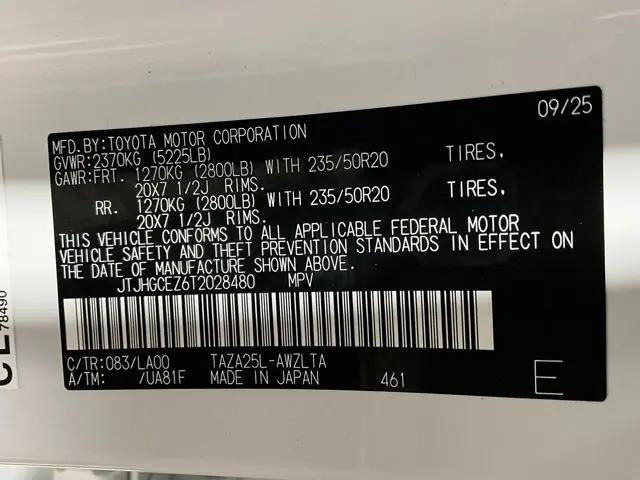 09/25
MFD.BY:TOYOTA MOTOR CORPORATION
GVWR:2370KG (5225LB)
GAWR:FRT. 1270KG (2800LB) WITH 235/50R20 TIRES,
20X7 1/2J RIMS.
RR. 1270KG (2800LB) WITH 235/50R20 TIRES,
20X7 1/2J RIMS.
THIS VEHICLE CONFORMS TO ALL APPLICABLE FEDERAL MOTOR
VEHICLE SAFETY AND THEFT PREVENTION STANDARDS IN EFFECT ON
THE DATE OF MANUFACTURE SHOWN ABOVE.
JTJHGCEZ6T2028480 MPV
C/TR:083/LA00 TAZA25L-AWZLTA
A/TM: /UA81F MADE IN JAPAN 461 E
78490